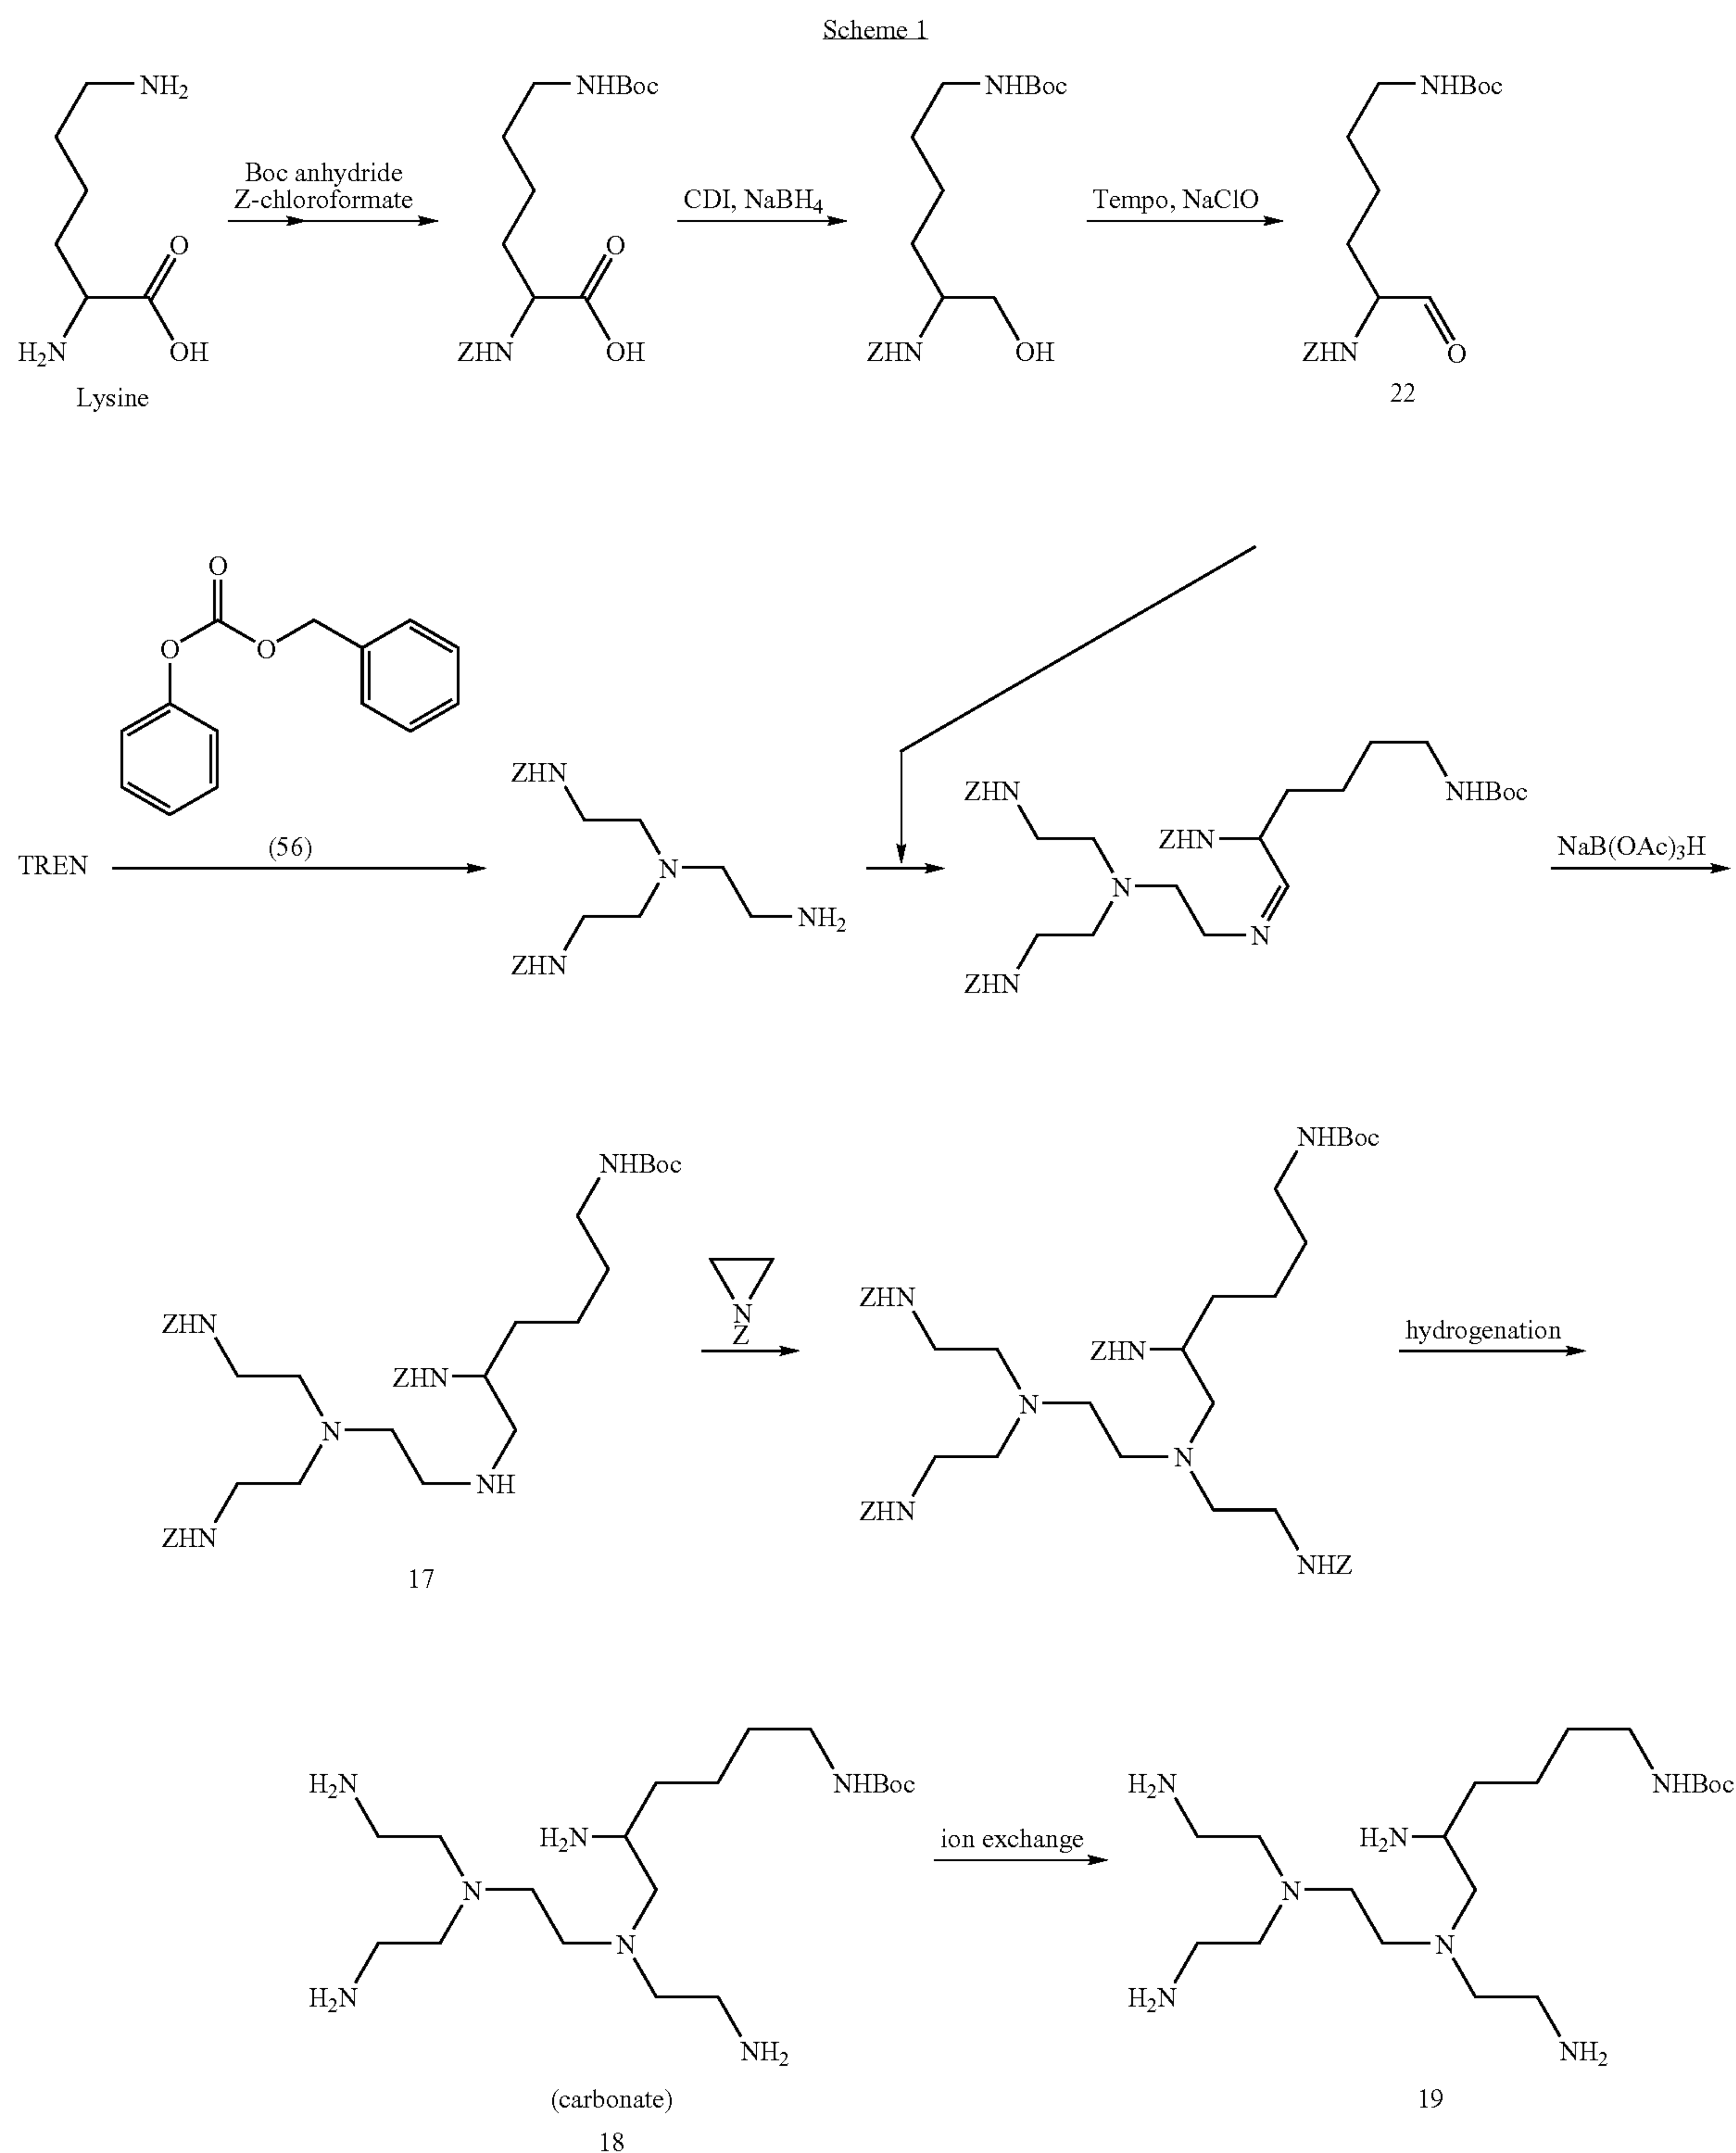 Scheme 1
NH2 NHBoc NHBoc NHBoc
Boc anhydride
Z-chloroformate CDI, NaBH4 Tempo, NaClO
O O
H2N OH ZHN OH ZHN OH ZHN O
Lysine 22
O
O O
ZHN ZHN NHBoc
ZHN
TREN (56) N NH2 N N NaB(OAc)3H
ZHN ZHN
NHBoc NHBoc
ZHN N Z ZHN hydrogenation
ZHN ZHN
N NH N N
ZHN ZHN NHZ
17
H2N NHBoc H2N NHBoc
H2N ion exchange H2N
N N N N
H2N NH2 H2N NH2
(carbonate) 19
18